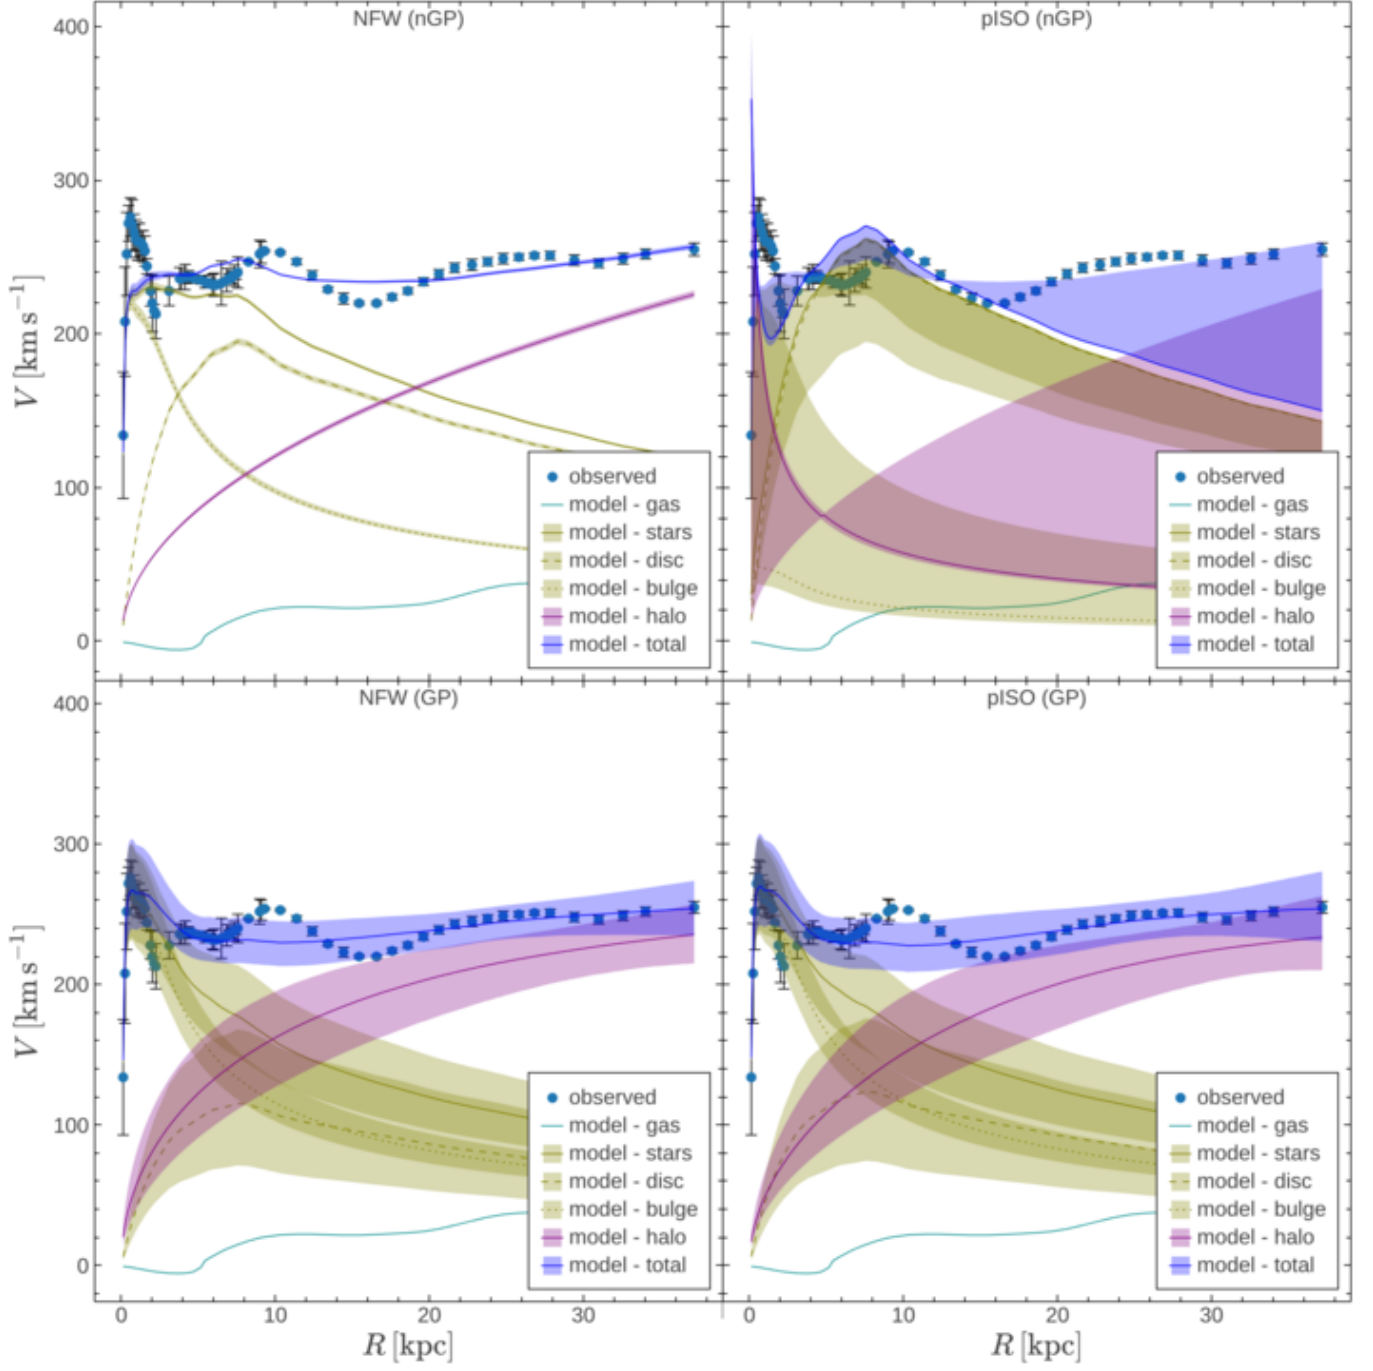 NFW (nGP)
pISO (nGP)
400
300
200
100
0
V [km s⁻¹]
observed
model - gas
model - stars
model - disc
model - bulge
model - halo
model - total
observed
model - gas
model - stars
model - disc
model - bulge
model - halo
model - total
NFW (GP)
pISO (GP)
400
300
200
100
0
V [km s⁻¹]
observed
model - gas
model - stars
model - disc
model - bulge
model - halo
model - total
observed
model - gas
model - stars
model - disc
model - bulge
model - halo
model - total
0 10 20 30
0 10 20 30
R [kpc]
R [kpc]